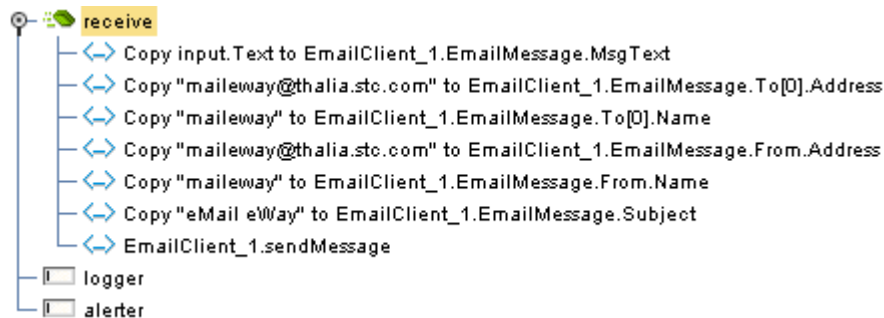 receive
Copy input.Text to EmailClient_1.EmailMessage.MsgText
Copy "maileway@thalia.stc.com" to EmailClient_1.EmailMessage.To[0].Address
Copy "maileway" to EmailClient_1.EmailMessage.To[0].Name
Copy "maileway@thalia.stc.com" to EmailClient_1.EmailMessage.From.Address
Copy "maileway" to EmailClient_1.EmailMessage.From.Name
Copy "eMail eWay" to EmailClient_1.EmailMessage.Subject
EmailClient_1.sendMessage
logger
alerter